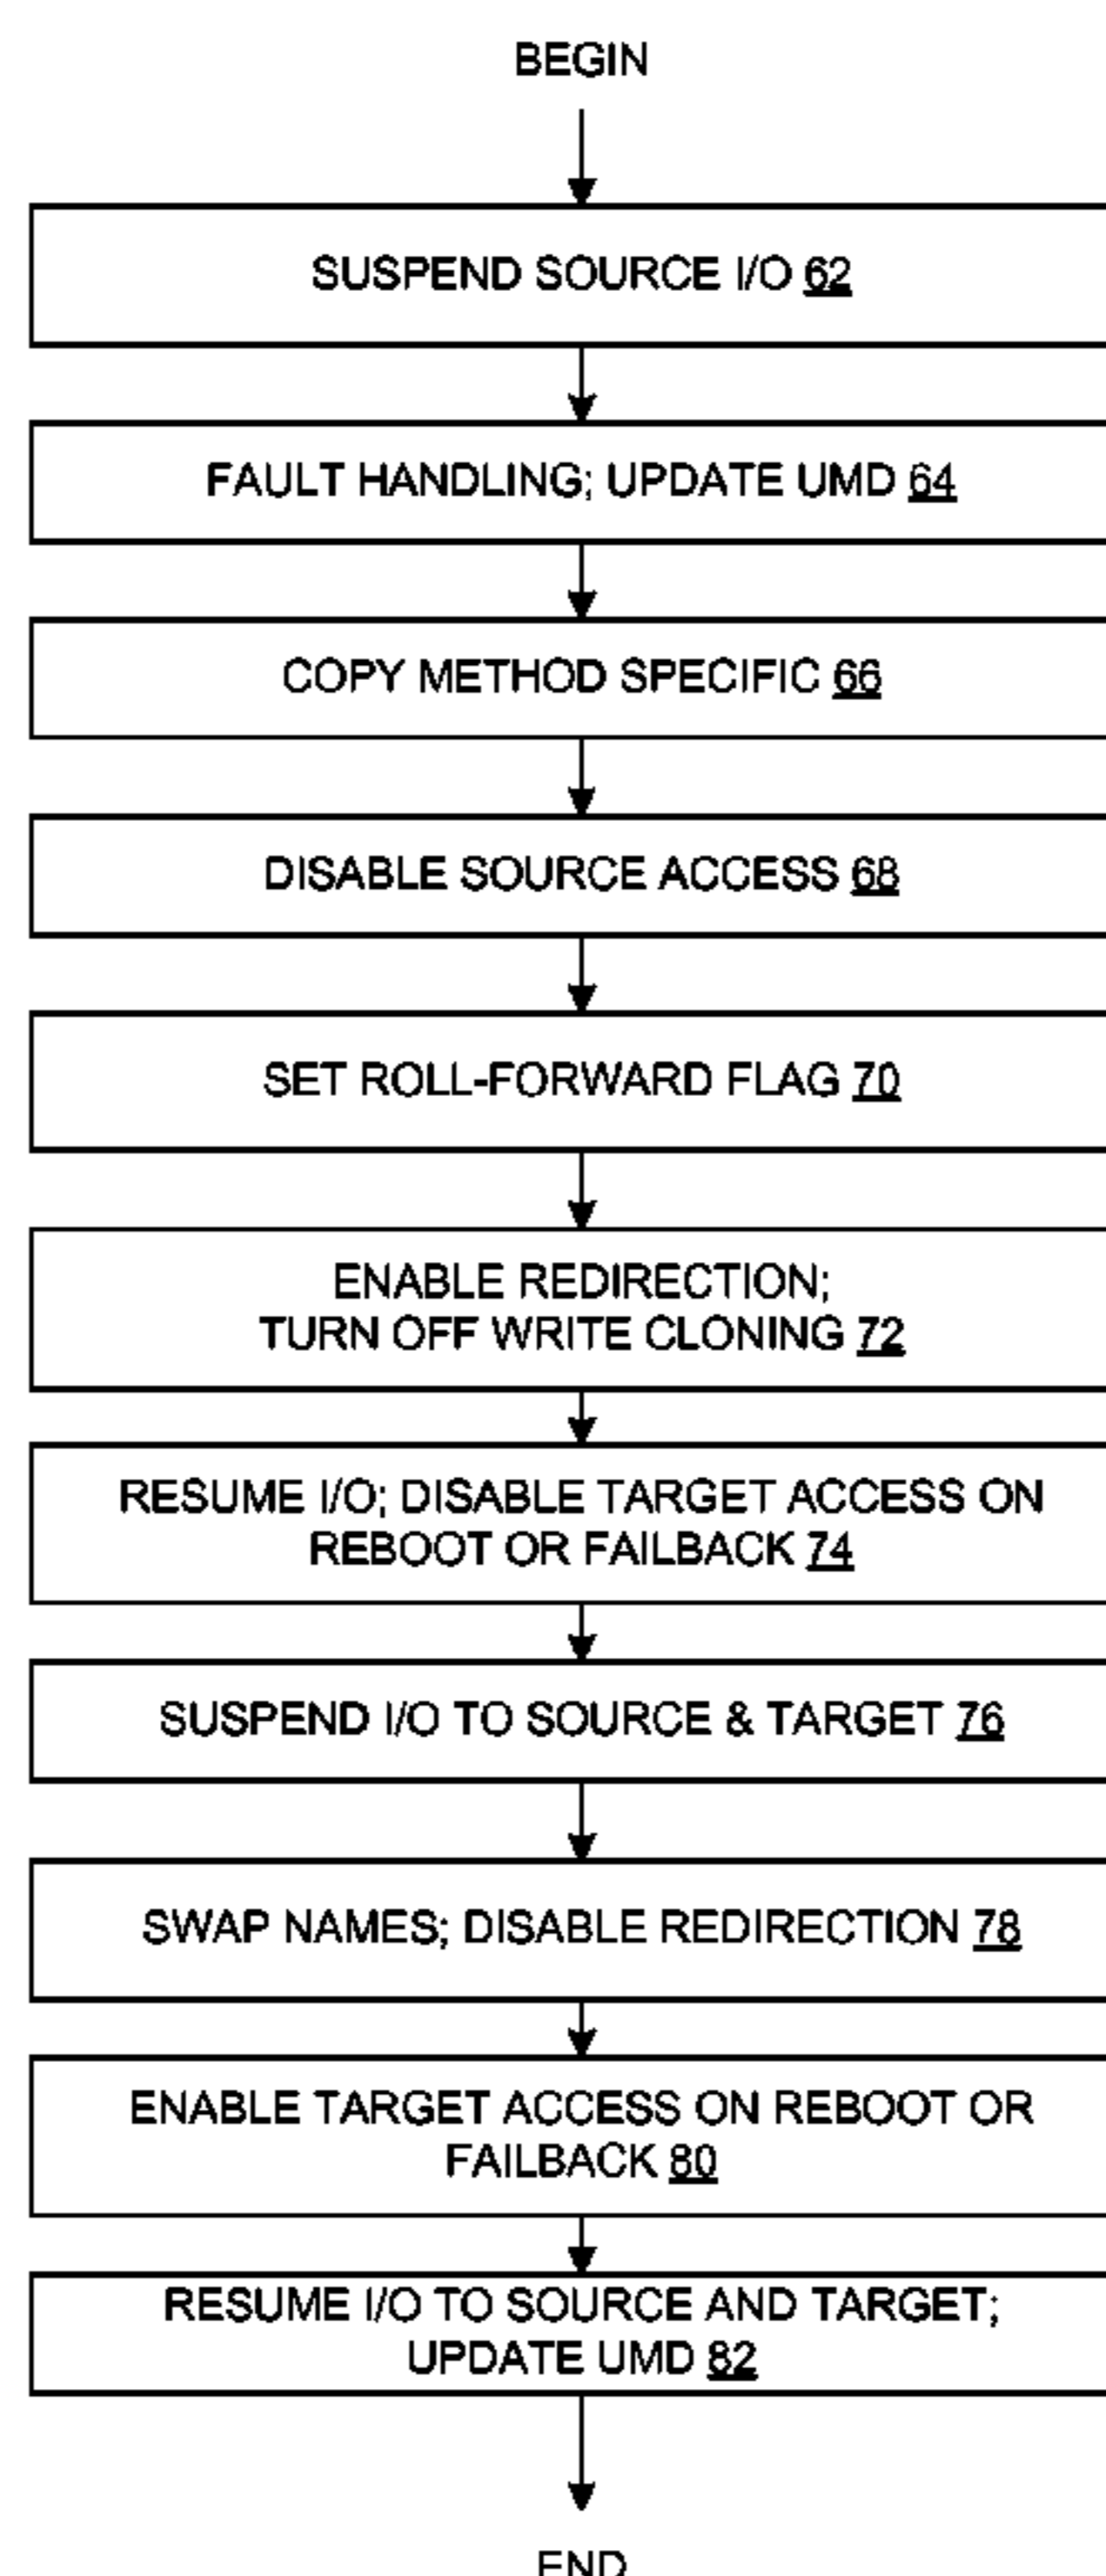 BEGIN
SUSPEND SOURCE I/O 62
FAULT HANDLING; UPDATE UMD 64
COPY METHOD SPECIFIC 66
DISABLE SOURCE ACCESS 68
SET ROLL-FORWARD FLAG 70
ENABLE REDIRECTION;
TURN OFF WRITE CLONING 72
RESUME I/O; DISABLE TARGET ACCESS ON
REBOOT OR FAILBACK 74
SUSPEND I/O TO SOURCE & TARGET 76
SWAP NAMES; DISABLE REDIRECTION 78
ENABLE TARGET ACCESS ON REBOOT OR
FAILBACK 80
RESUME I/O TO SOURCE AND TARGET;
UPDATE UMD 82
END